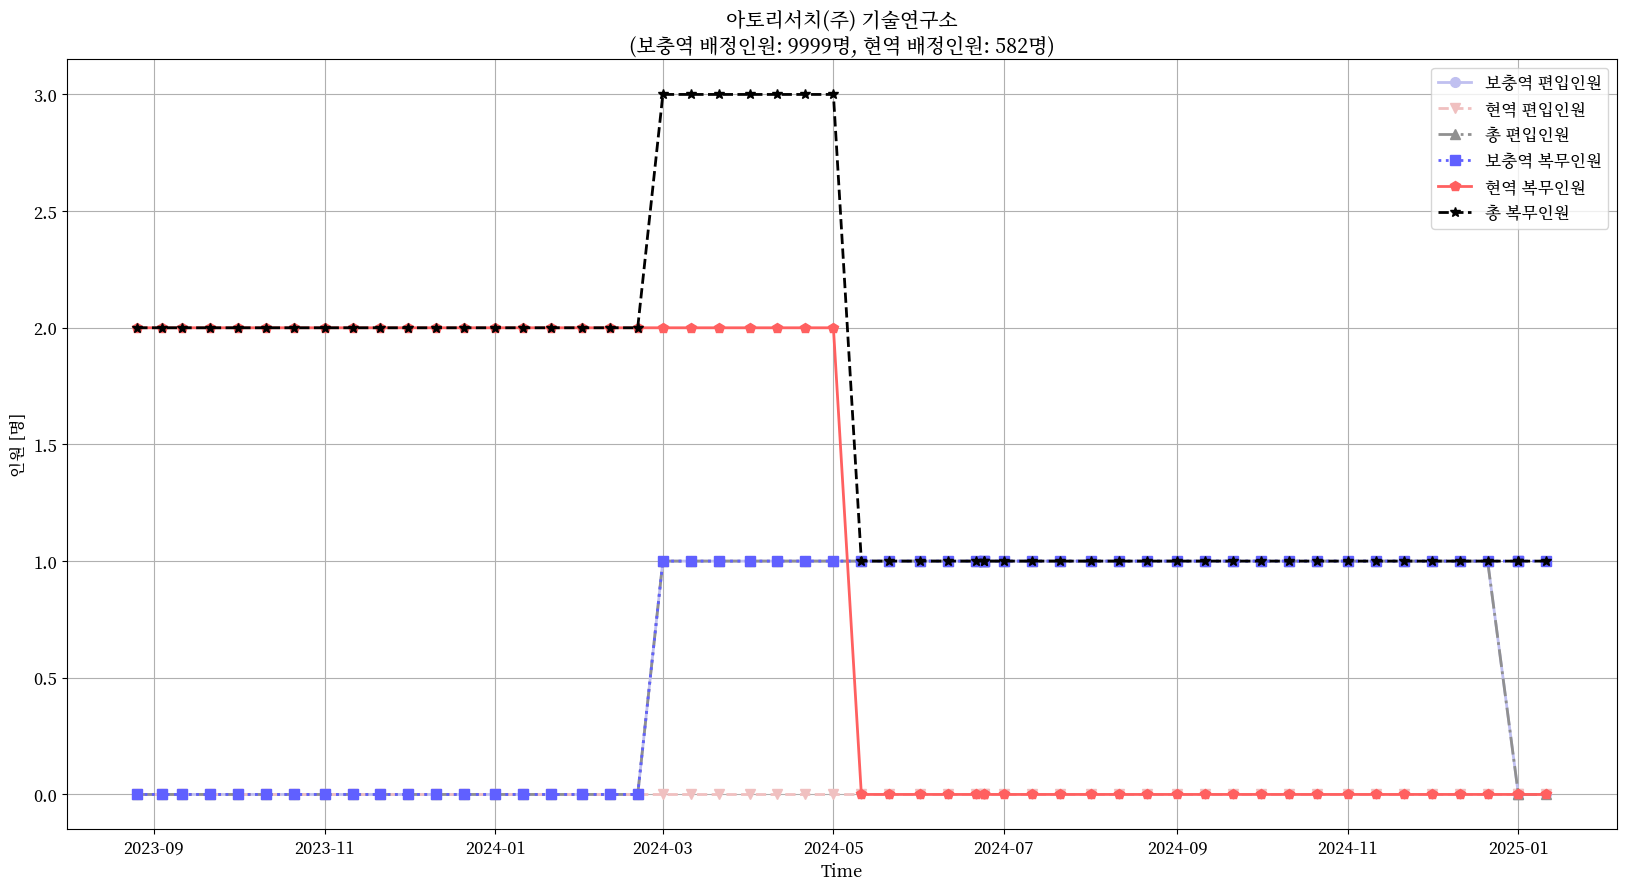 아토리서치(주) 기술연구소
(보충역 배정인원: 9999명, 현역 배정인원: 582명)
보충역 편입인원
현역 편입인원
총 편입인원
보충역 복무인원
현역 복무인원
총 복무인원
인원 [명]
3.0
2.5
2.0
1.5
1.0
0.5
0.0
2023-09
2023-11
2024-01
2024-03
2024-05
2024-07
2024-09
2024-11
2025-01
Time